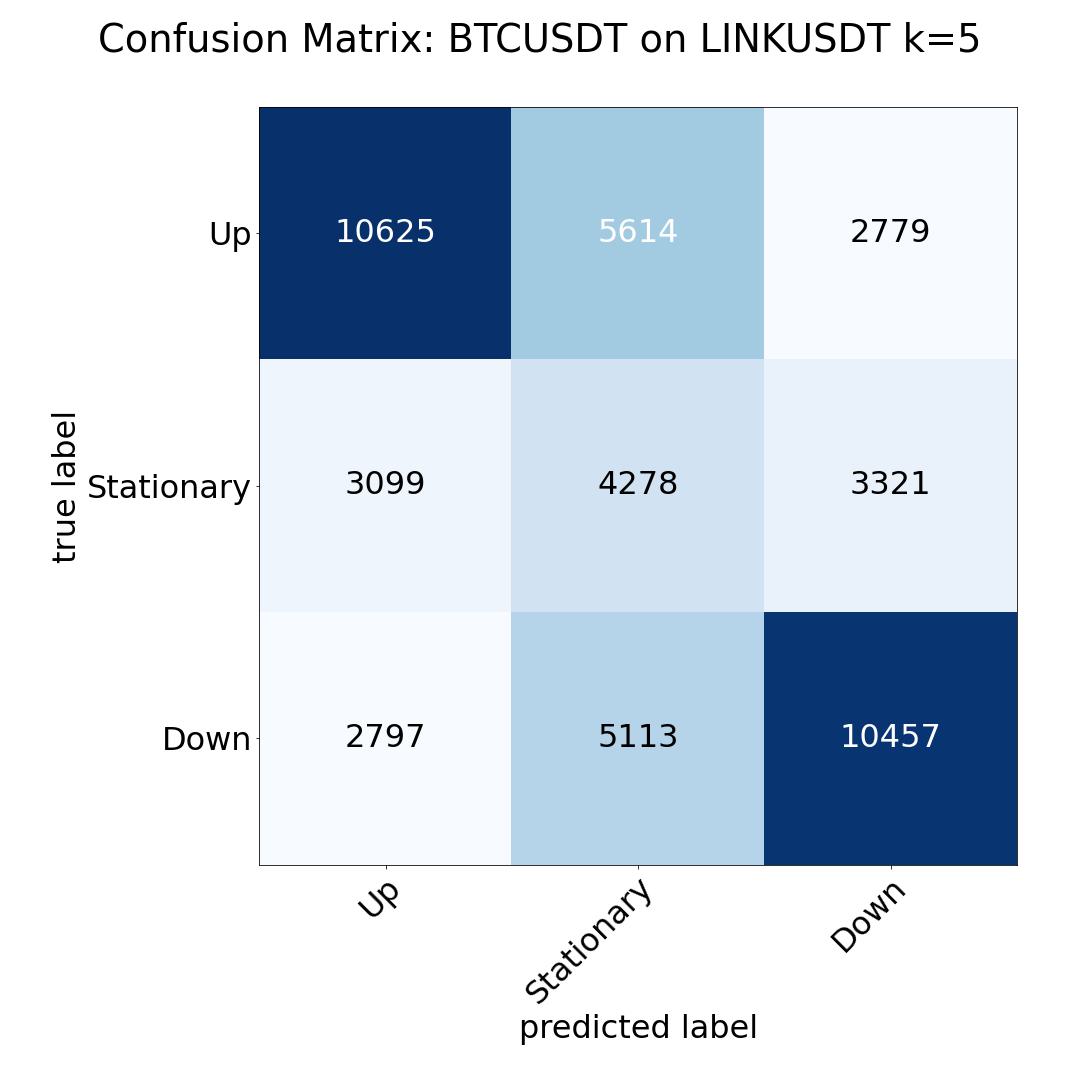 Confusion Matrix: BTCUSDT on LINKUSDT k=5
Up
10625
5614
2779
true label
Stationary
3099
4278
3321
Down
2797
5113
10457
Up
Stationary
Down
predicted label